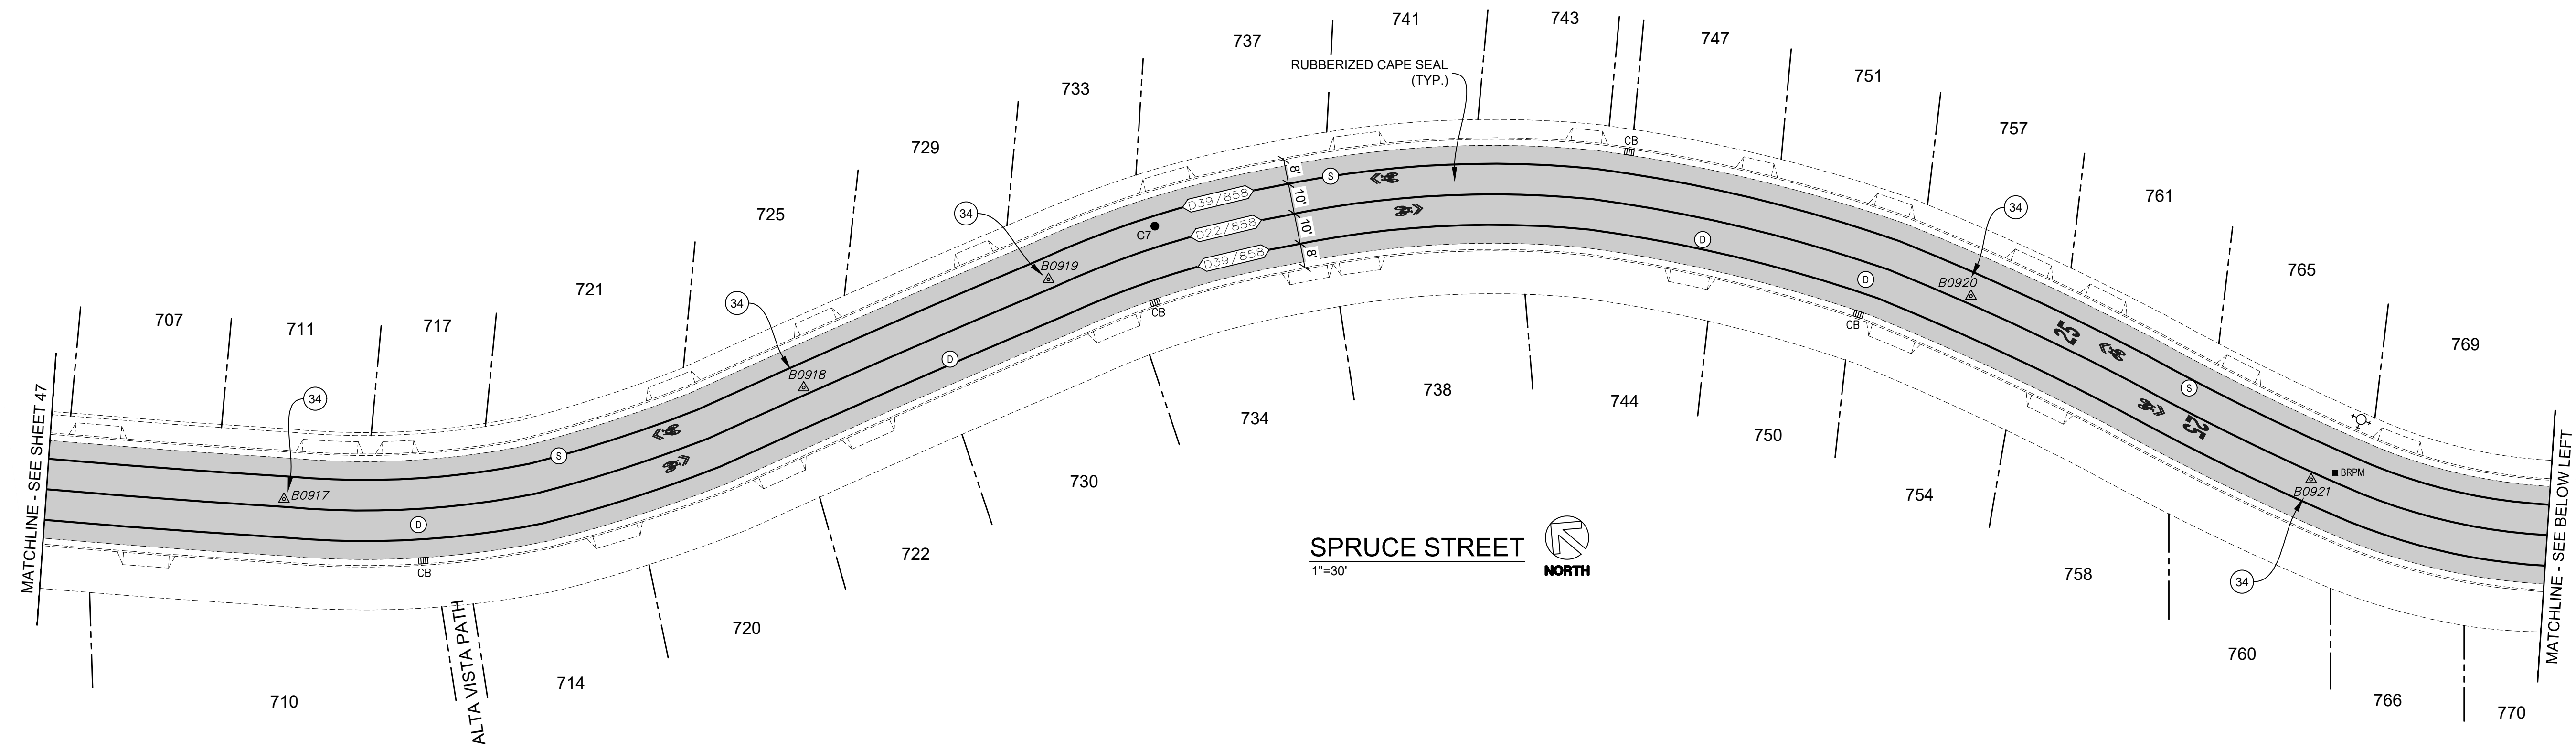 741
743
737
747
RUBBERIZED CAPE SEAL
(TYP.)
751
733
757
729
CB
761
725
8'
S
D39/858
10'
34
34
C7
D22/858
10'
D
765
D39/858
8'
B0919
D
B0920
721
34
CB
CB
707
711
717
25
769
B0918
D
S
738
744
MATCHLINE - SEE SHEET 47
34
734
25
750
S
BRPM
730
B0921
754
B0917
D
722
SPRUCE STREET
1"=30'
NORTH
CB
758
34
MATCHLINE - SEE BELOW LEFT
720
ALTA VISTA PATH
760
714
710
766
770